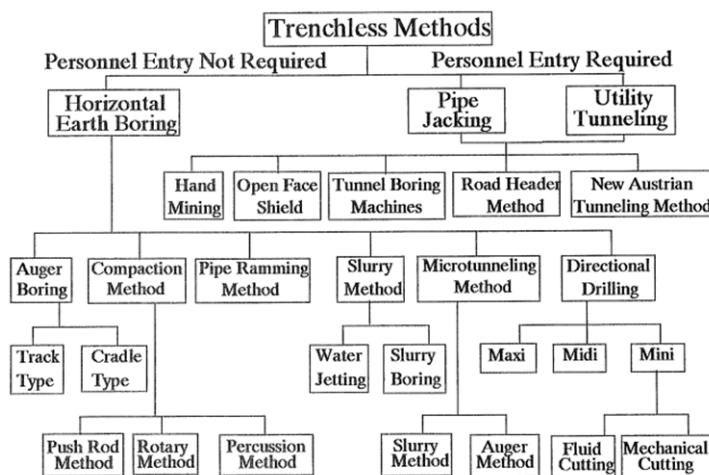 Trenchless Methods
Personnel Entry Not Required
Personnel Entry Required
Horizontal
Earth Boring
Pipe
Jacking
Utility
Tunneling
Hand
Mining
Open Face
Shield
Tunnel Boring
Machines
Road Header
Method
New Austrian
Tunneling Method
Auger
Boring
Compaction
Method
Pipe Ramming
Method
Slurry
Method
Microtunneling
Method
Directional
Drilling
Track
Type
Cradle
Type
Water
Jetting
Slurry
Boring
Maxi
Midi
Mini
Push Rod
Method
Rotary
Method
Percussion
Method
Slurry
Method
Auger
Method
Fluid
Cutting
Mechanical
Cutting